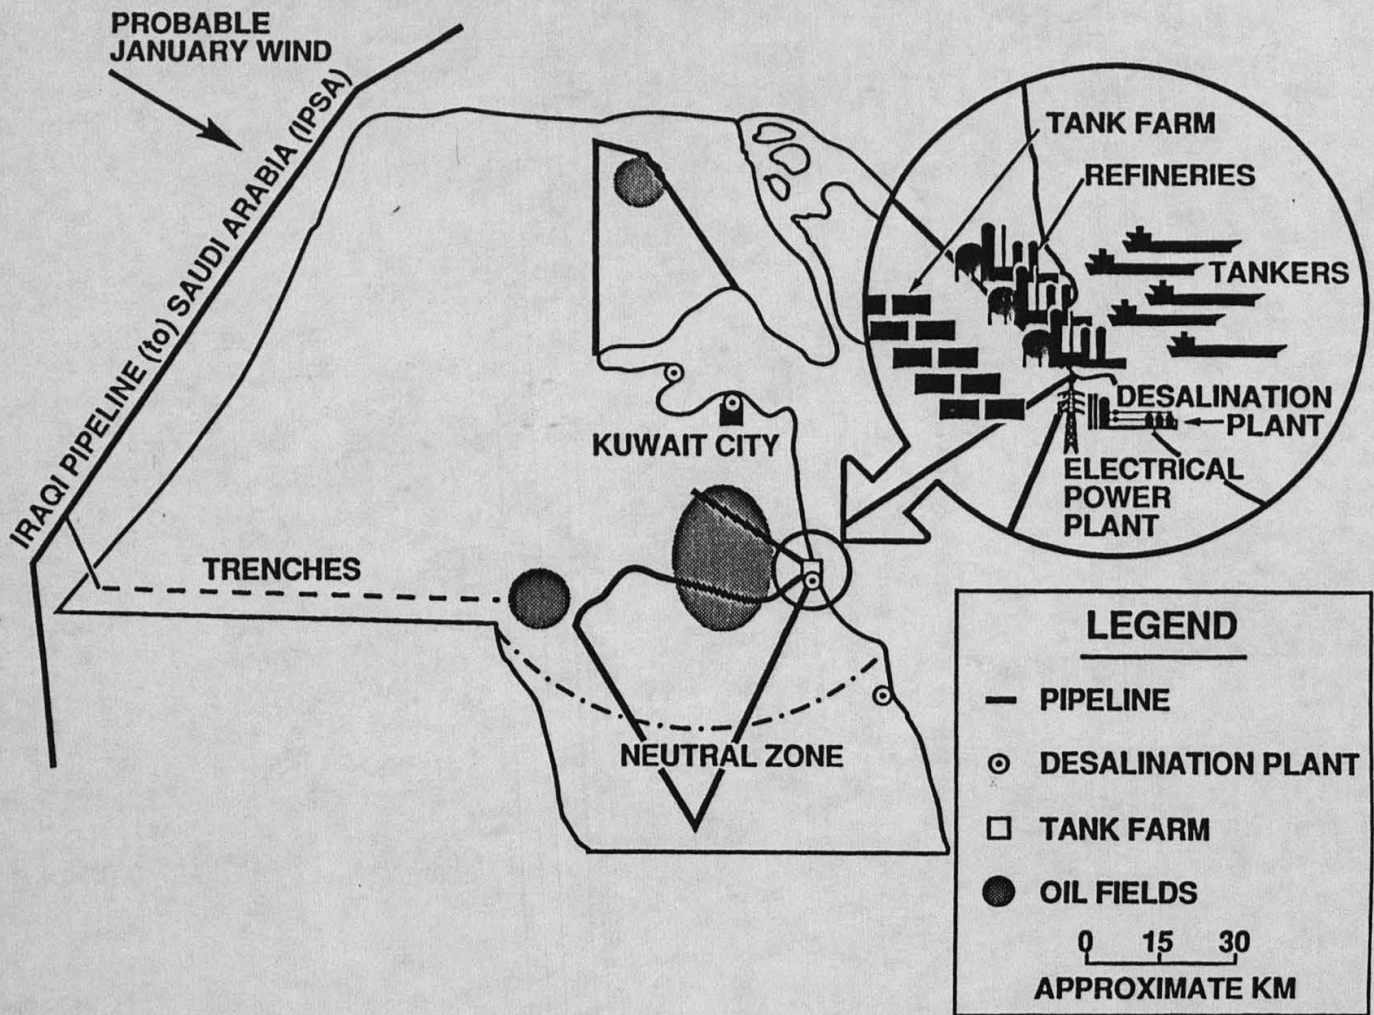 PROBABLE
JANUARY WIND
IRAQI PIPELINE (to) SAUDI ARABIA (IPSA)
TANK FARM
REFINERIES
TANKERS
DESALINATION
PLANT
ELECTRICAL
POWER
PLANT
KUWAIT CITY
TRENCHES
NEUTRAL ZONE
LEGEND
PIPELINE
DESALINATION PLANT
TANK FARM
OIL FIELDS
0 15 30
APPROXIMATE KM